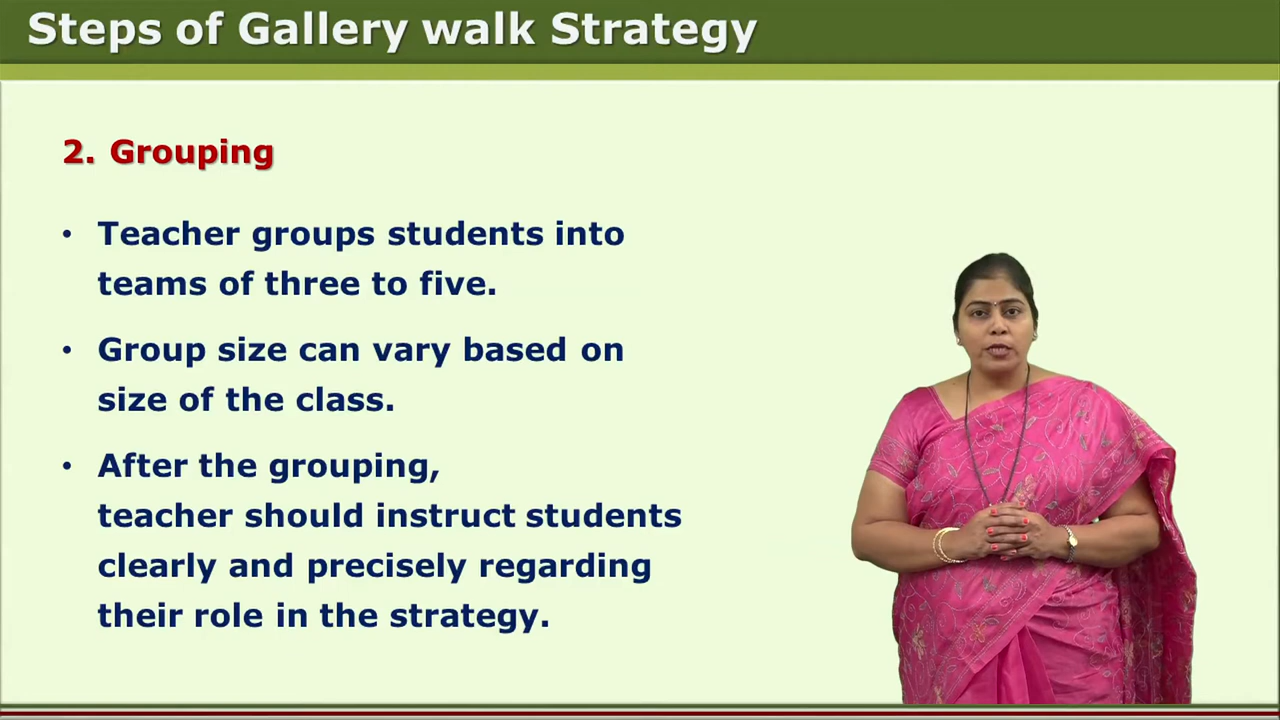 Steps of Gallery walk Strategy
2. Grouping
• Teacher groups students into
teams of three to five.
• Group size can vary based on
size of the class.
• After the grouping,
teacher should instruct students
clearly and precisely regarding
their role in the strategy.